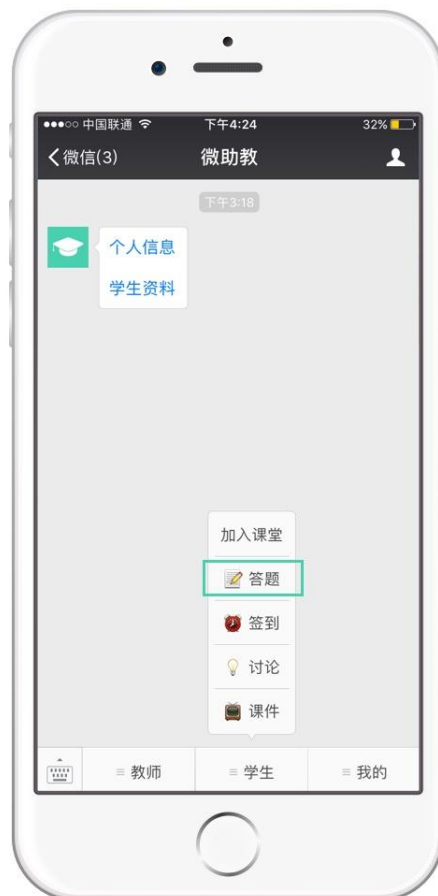 中国联通 下午4:24 32%
微信(3) 微助教
下午3:18
个人信息
学生资料
加入课堂
答题
签到
讨论
课件
教师 学生 我的